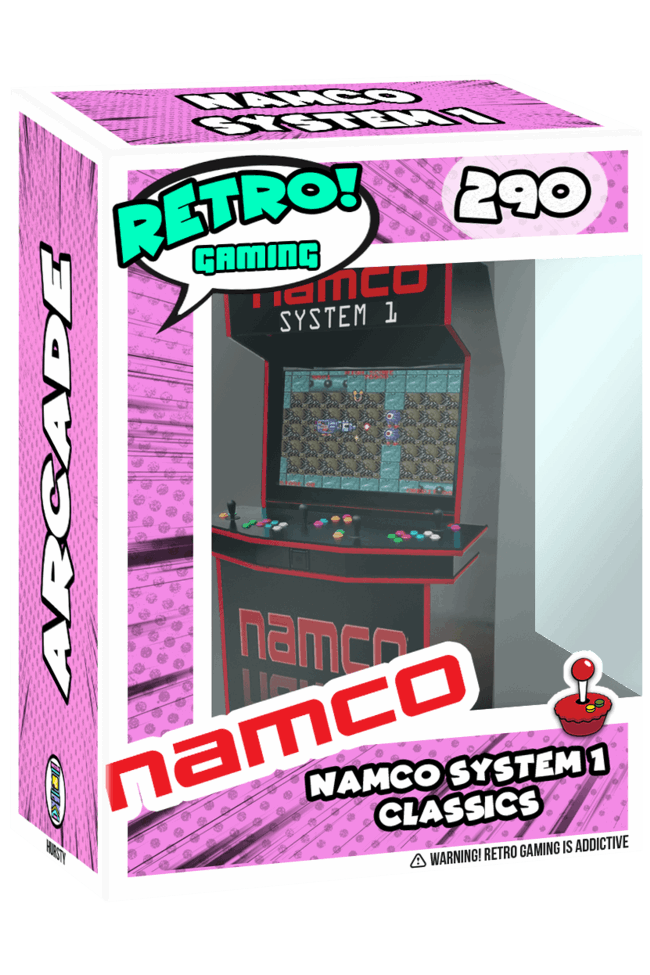 NAMCO
SYSTEM 1
RETRO!
GAMING
290
namco
SYSTEM 1
ARCADE
namco
namco
NAMCO SYSTEM 1
CLASSICS
HURSTY
WARNING! RETRO GAMING IS ADDICTIVE